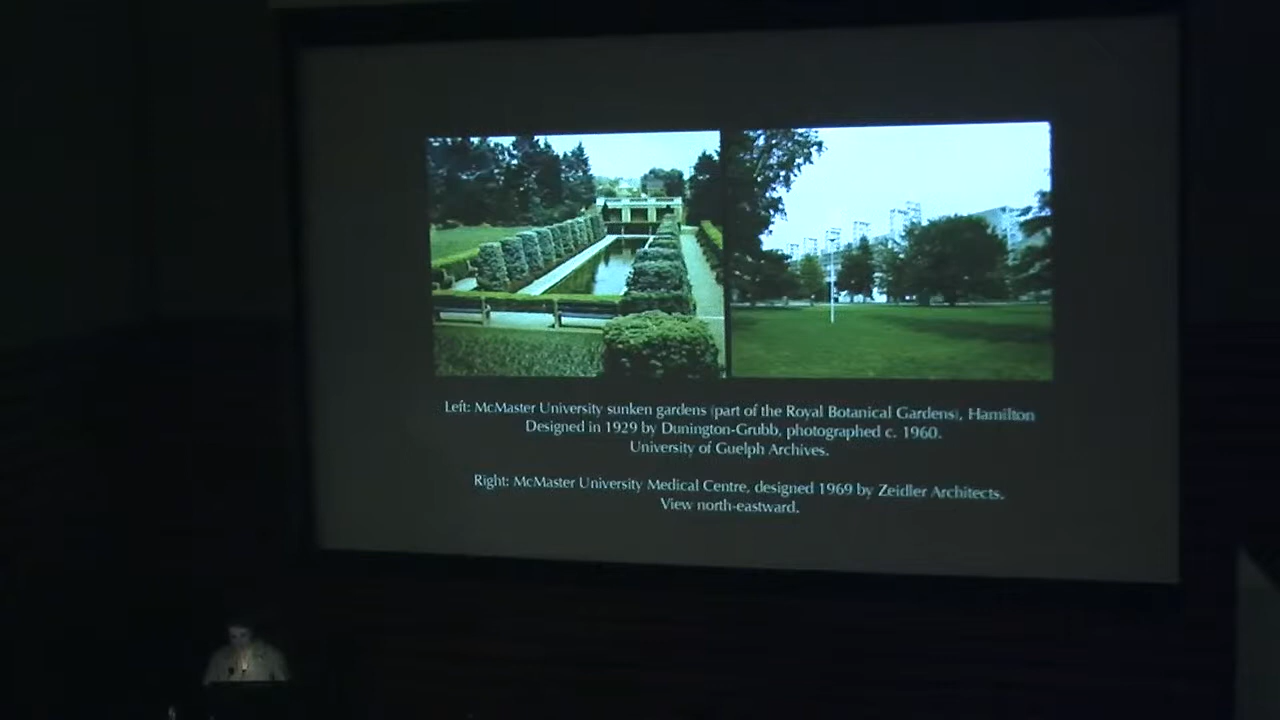 Left: McMaster University sunken gardens (part of the Royal Botanical Gardens), Hamilton
Designed in 1929 by Dunington-Grubb, photographed c. 1960.
University of Guelph Archives.
Right: McMaster University Medical Centre, designed 1969 by Zeidler Architects.
View north-eastward.